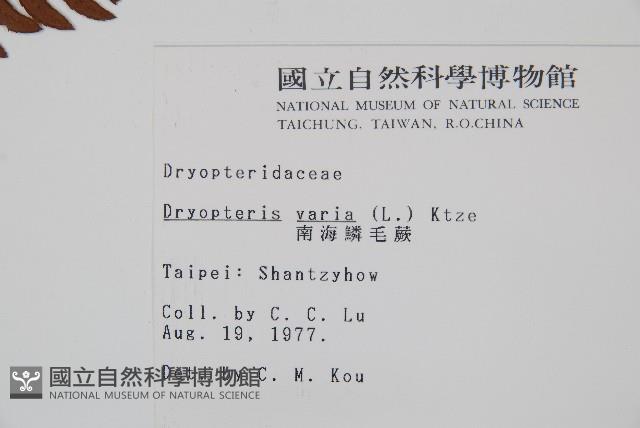 國立自然科學博物館
NATIONAL MUSEUM OF NATURAL SCIENCE
TAICHUNG, TAIWAN, R.O.CHINA
Dryopteridaceae
Dryopteris varia (L.) Ktze
南海鱗毛蕨
Taipei: Shantzyhow
Coll. by C. C. Lu
Aug. 19, 1977.
by C. M. Kou
國立自然科學博物館
NATIONAL MUSEUM OF NATURAL SCIENCE